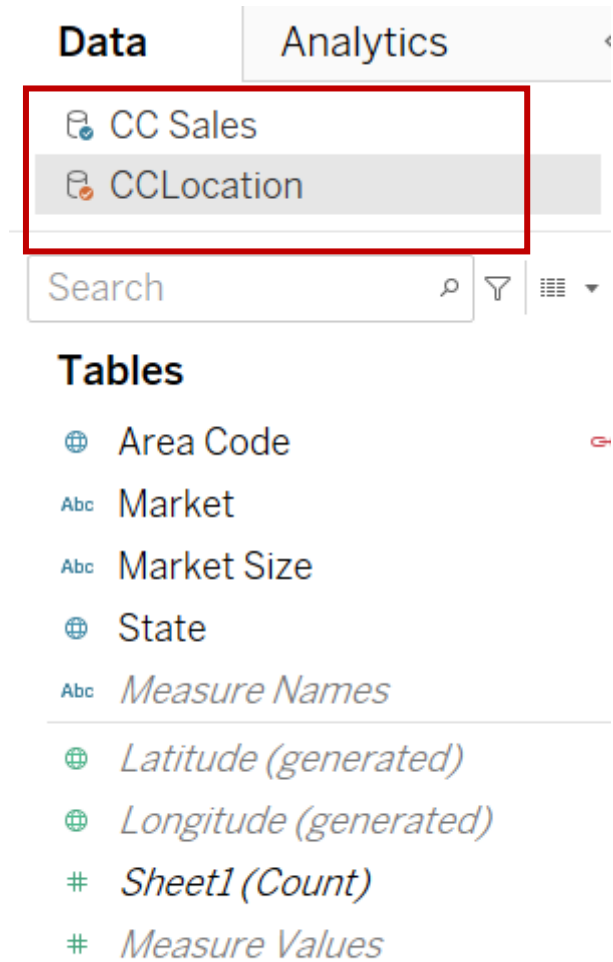 Data Analytics
CC Sales
CCLocation
Search
Tables
Area Code
Abc Market
Abc Market Size
State
Abc Measure Names
Latitude (generated)
Longitude (generated)
# Sheet1 (Count)
# Measure Values